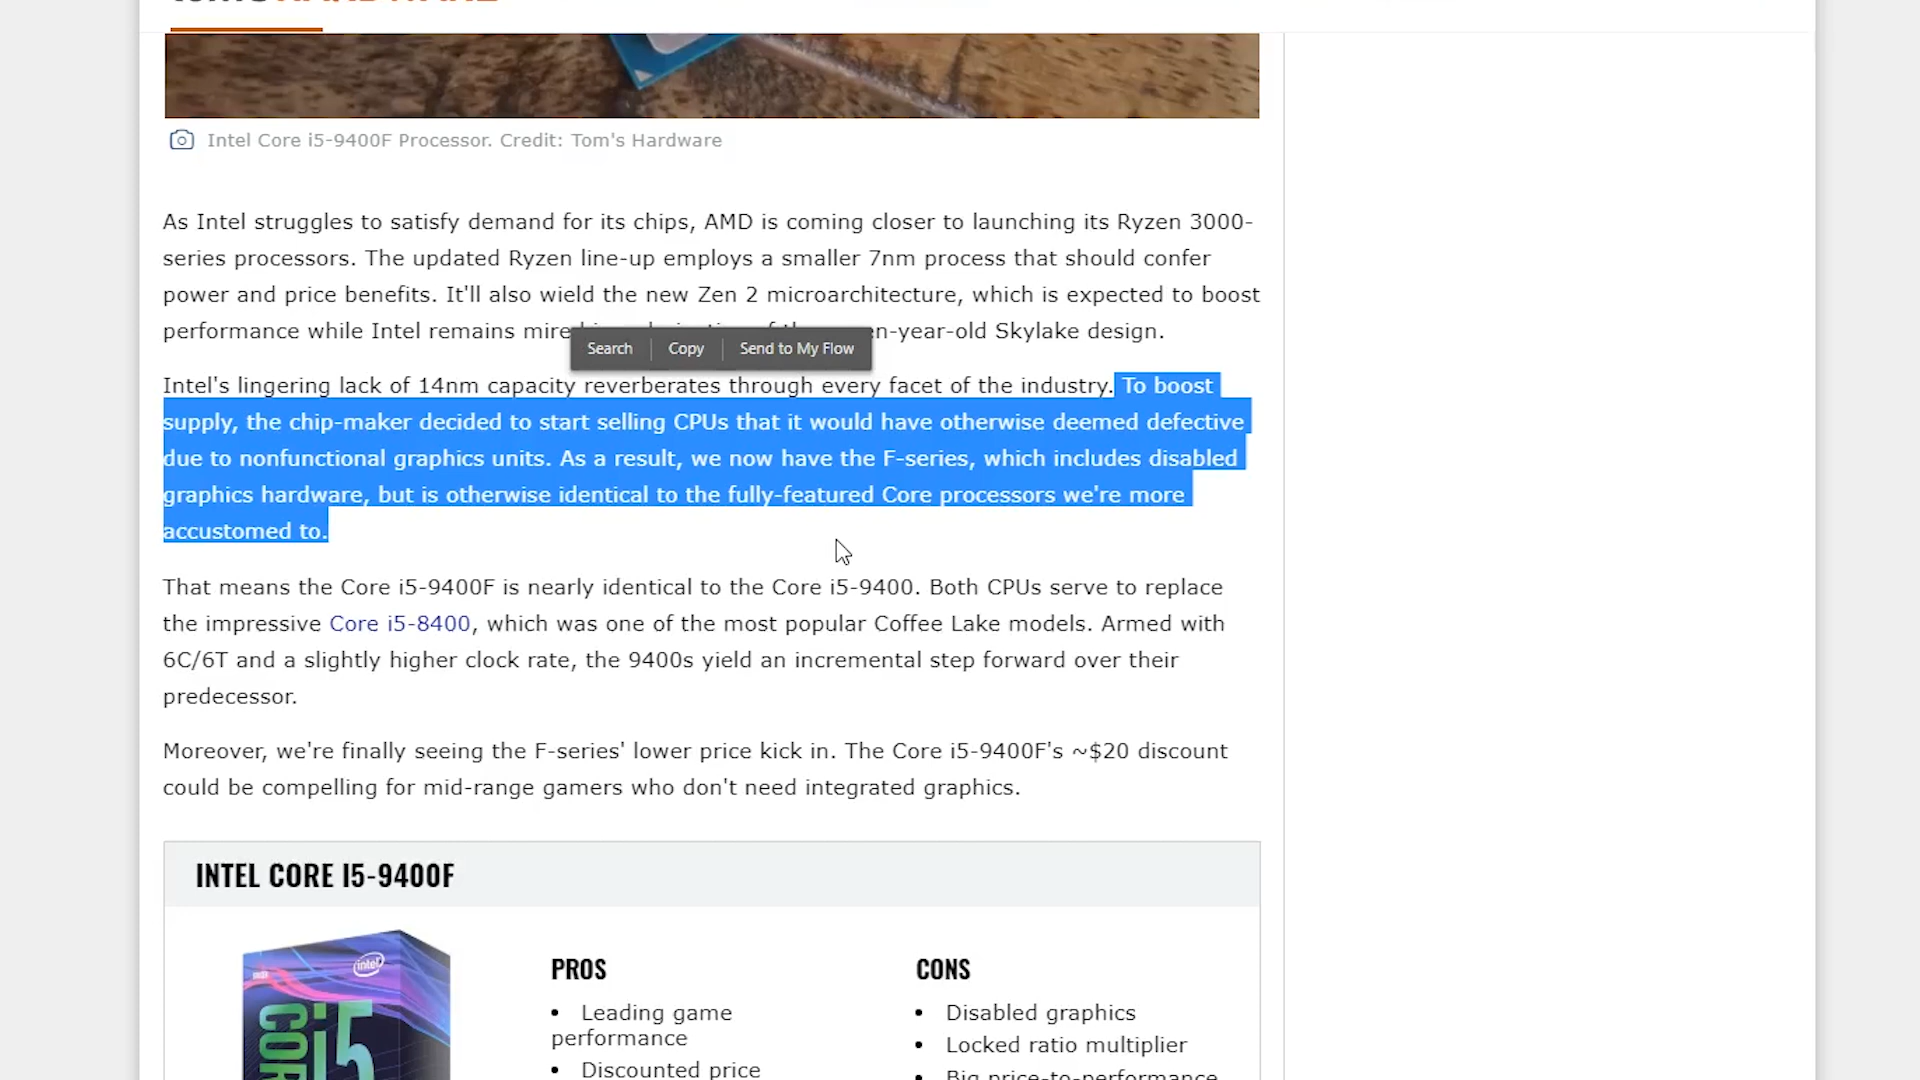 Intel Core i5-9400F Processor. Credit: Tom's Hardware
As Intel struggles to satisfy demand for its chips, AMD is coming closer to launching its Ryzen 3000-
series processors. The updated Ryzen line-up employs a smaller 7nm process that should confer
power and price benefits. It'll also wield the new Zen 2 microarchitecture, which is expected to boost
performance while Intel remains mired
Skylake design.
Search Copy Send to My Flow
Intel's lingering lack of 14nm capacity reverberates through every facet of the industry. To boost
supply, the chip-maker decided to start selling CPUs that it would have otherwise deemed defective
due to nonfunctional graphics units. As a result, we now have the F-series, which includes disabled
graphics hardware, but is otherwise identical to the fully-featured Core processors we're more
accustomed to.
That means the Core i5-9400F is nearly identical to the Core i5-9400. Both CPUs serve to replace
the impressive Core i5-8400, which was one of the most popular Coffee Lake models. Armed with
6C/6T and a slightly higher clock rate, the 9400s yield an incremental step forward over their
predecessor.
Moreover, we're finally seeing the F-series' lower price kick in. The Core i5-9400F's ~$20 discount
could be compelling for mid-range gamers who don't need integrated graphics.
INTEL CORE I5-9400F
intel
CORE i5
PROS
• Leading game
performance
• Discounted price
CONS
• Disabled graphics
• Locked ratio multiplier
• Big price-to-performance